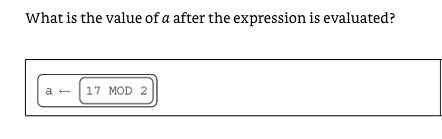 What is the value of a after the expression is evaluated?
a ← 17 MOD 2